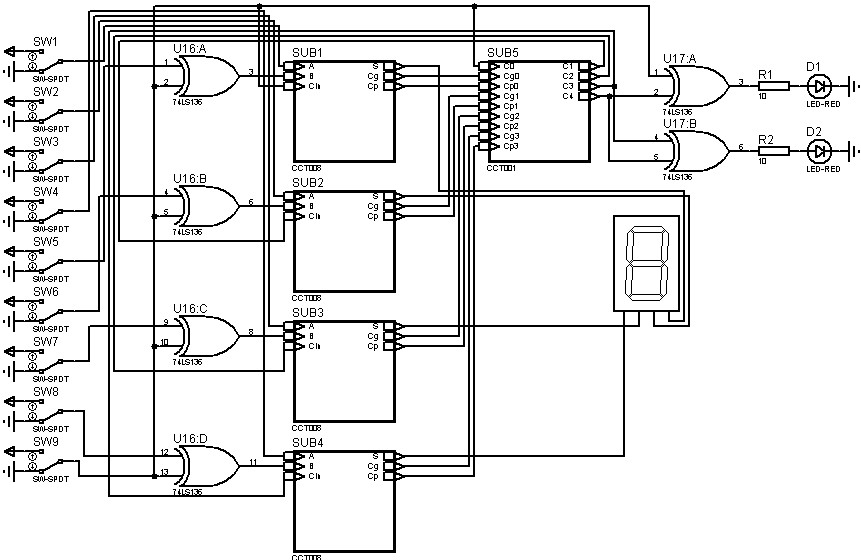 SW1
SW-SPDT
SW2
SW-SPDT
SW3
SW-SPDT
SW4
SW-SPDT
SW5
SW-SPDT
SW6
SW-SPDT
SW7
SW-SPDT
SW8
SW-SPDT
SW9
SW-SPDT
U16:A
1
2
3
74LS136
U16:B
4
5
6
74LS136
U16:C
9
10
8
74LS136
U16:D
12
13
11
74LS136
SUB1
A S
B Cg
CIn Cp
CCT008
SUB2
A S
B Cg
CIn Cp
CCT008
SUB3
A S
B Cg
CIn Cp
CCT008
SUB4
A S
B Cg
CIn Cp
CCT008
SUB5
C0 C1
Cg0 C2
Cp0 C3
Cg1 C4
Cp1
Cg2
Cp2
Cg3
Cp3
CCT001
U17:A
1
2
3
74LS136
U17:B
4
5
6
74LS136
R1
10
D1
LED-RED
R2
10
D2
LED-RED